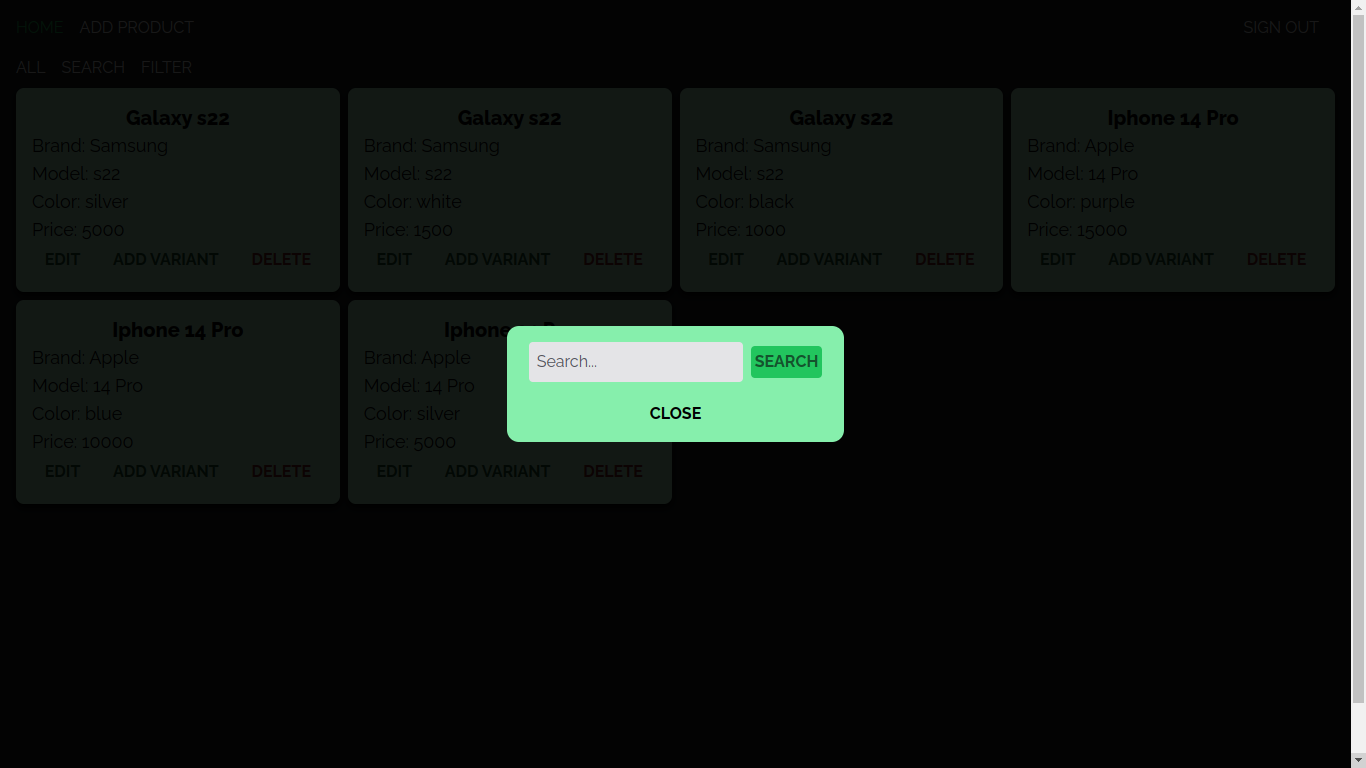 HOME ADD PRODUCT SIGN OUT
ALL SEARCH FILTER
Galaxy s22
Brand: Samsung
Model: s22
Color: silver
Price: 5000
EDIT ADD VARIANT DELETE
Galaxy s22
Brand: Samsung
Model: s22
Color: white
Price: 1500
EDIT ADD VARIANT DELETE
Galaxy s22
Brand: Samsung
Model: s22
Color: black
Price: 1000
EDIT ADD VARIANT DELETE
Iphone 14 Pro
Brand: Apple
Model: 14 Pro
Color: purple
Price: 15000
EDIT ADD VARIANT DELETE
Iphone 14 Pro
Brand: Apple
Model: 14 Pro
Color: blue
Price: 10000
EDIT ADD VARIANT DELETE
Brand: Apple
Model: 14 Pro
Color: silver
Price: 5000
EDIT ADD VARIANT DELETE
Search... SEARCH
CLOSE